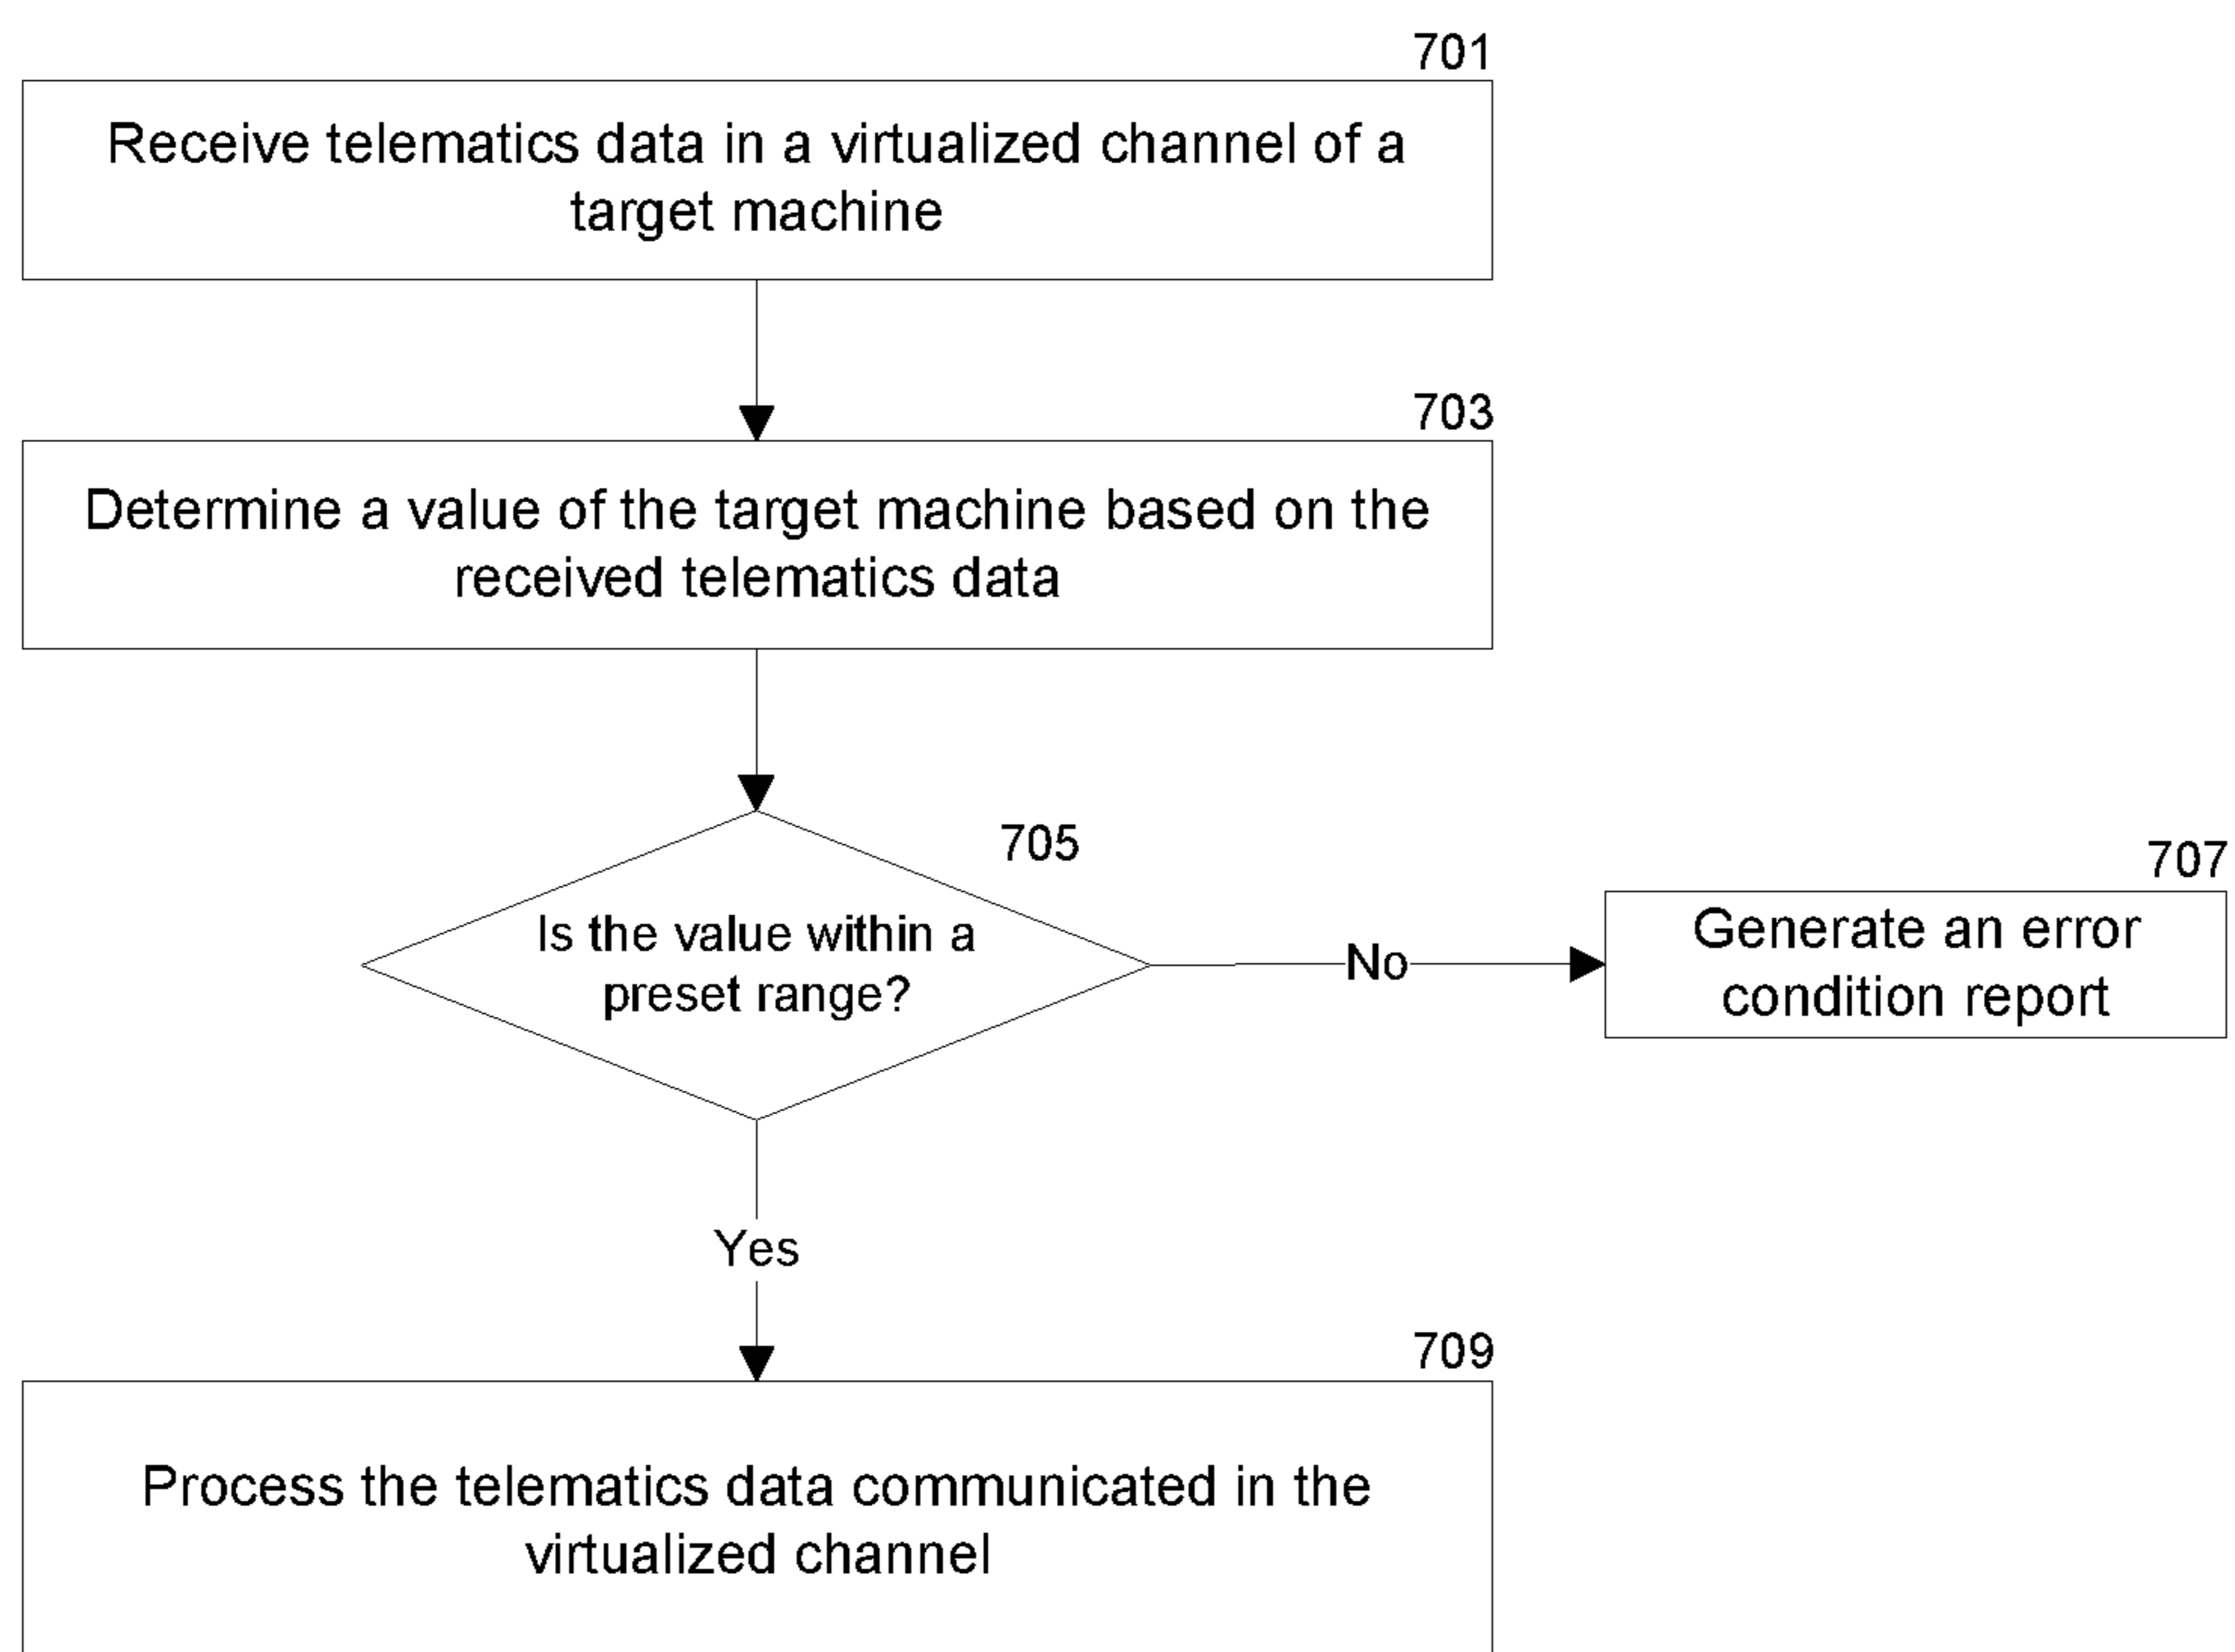 701
Receive telematics data in a virtualized channel of a
target machine
703
Determine a value of the target machine based on the
received telematics data
705
Is the value within a
preset range?
No
707
Generate an error
condition report
Yes
709
Process the telematics data communicated in the
virtualized channel